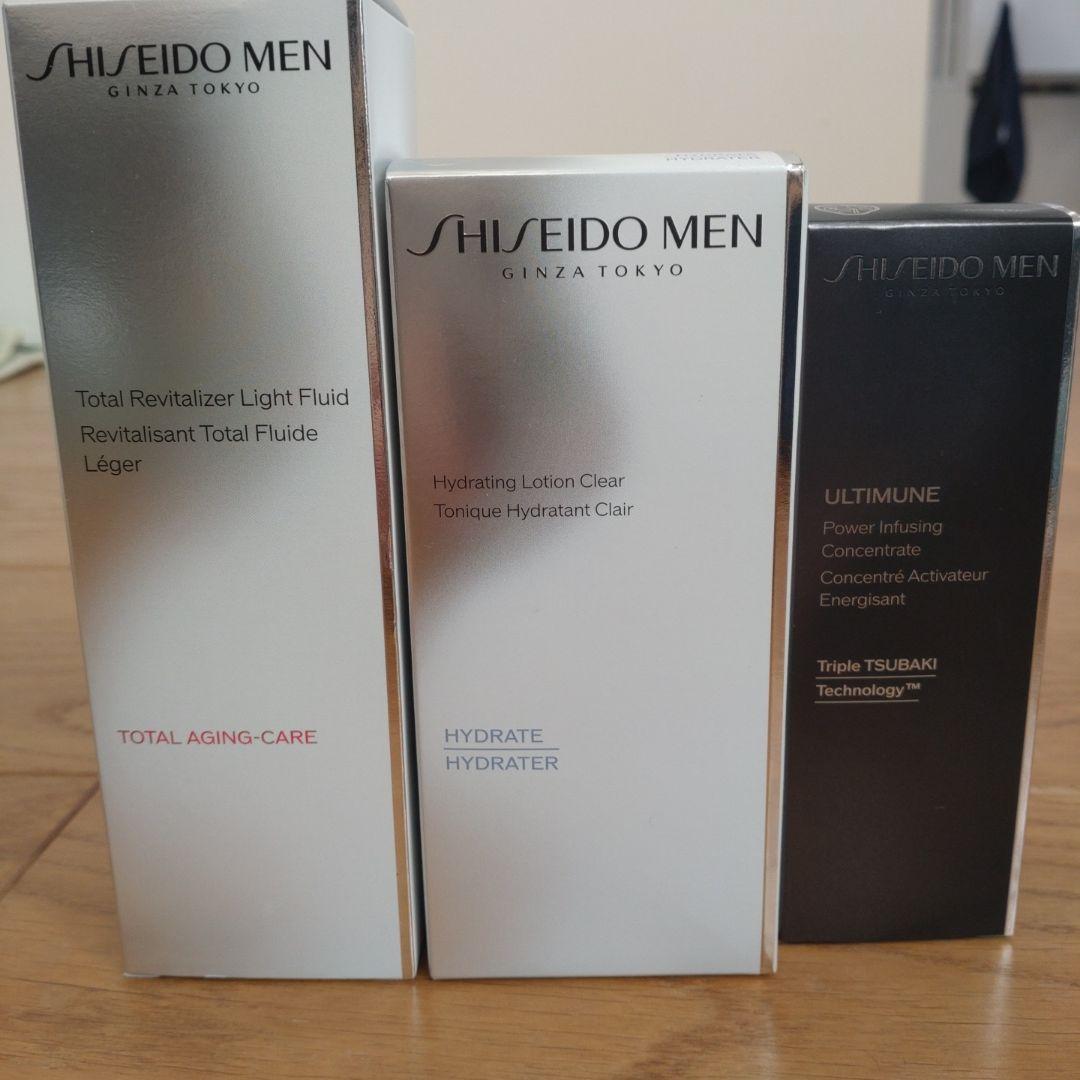 SHISEIDO MEN
GINZA TOKYO
Total Revitalizer Light Fluid
Revitalisant Total Fluide
Léger
TOTAL AGING-CARE
HYDRATER
SHISEIDO MEN
GINZA TOKYO
Hydrating Lotion Clear
Tonique Hydratant Clair
HYDRATE
HYDRATER
SHISEIDO MEN
GINZA TOKYO
ULTIMUNE
Power Infusing
Concentrate
Concentré Activateur
Energisant
Triple TSUBAKI
Technology™